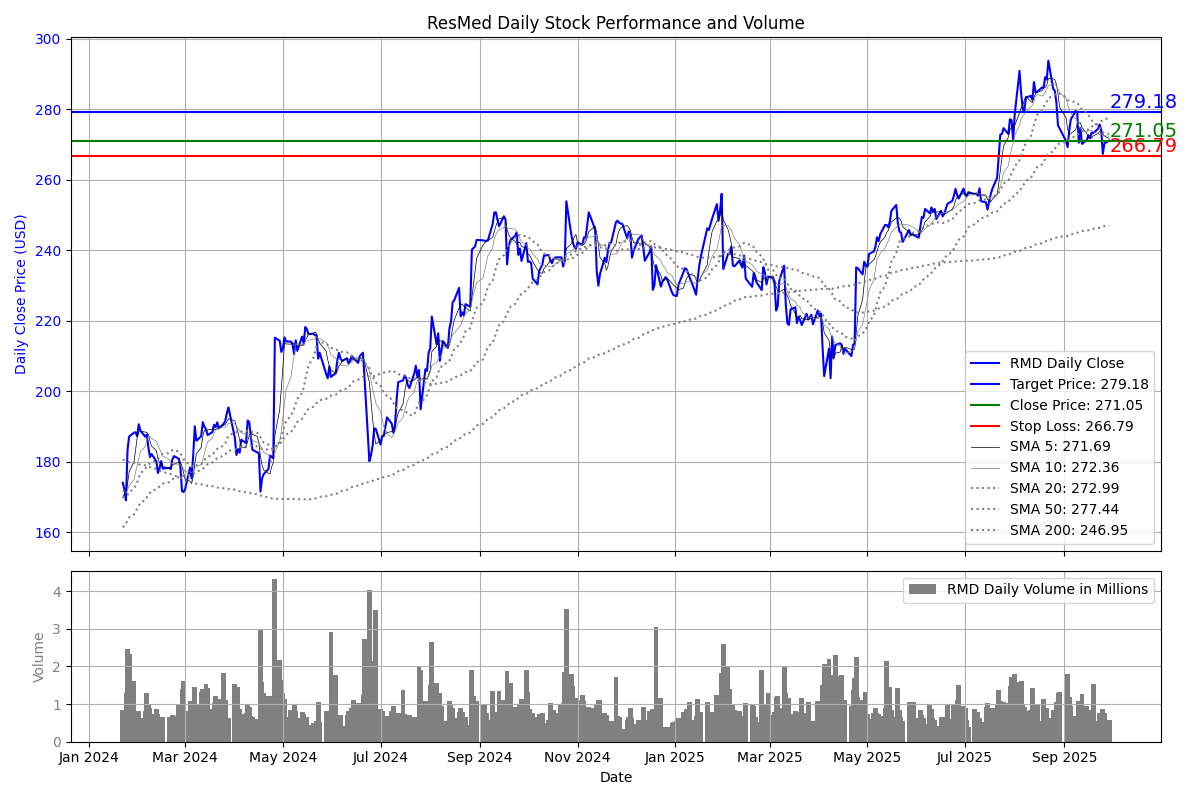 ResMed Daily Stock Performance and Volume
Daily Close Price (USD)
300
280
260
240
220
200
180
160
279.18
271.05
266.79
RMD Daily Close
Target Price: 279.18
Close Price: 271.05
Stop Loss: 266.79
SMA 5: 271.69
SMA 10: 272.36
SMA 20: 272.99
SMA 50: 277.44
SMA 200: 246.95
Volume
4
3
2
1
0
RMD Daily Volume in Millions
Jan 2024 Mar 2024 May 2024 Jul 2024 Sep 2024 Nov 2024 Jan 2025 Mar 2025 May 2025 Jul 2025 Sep 2025
Date